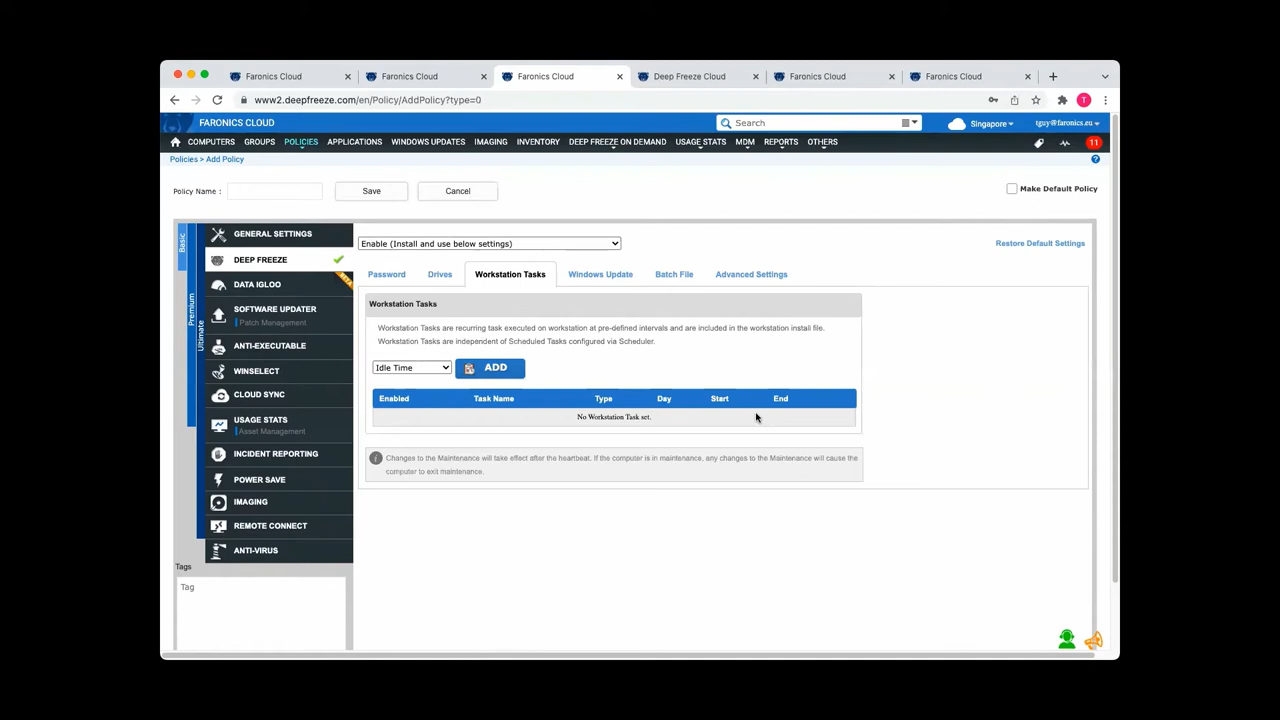 Faronics Cloud
Faronics Cloud
Faronics Cloud
Deep Freeze Cloud
Faronics Cloud
Faronics Cloud
www2.deepfreeze.com/en/Policy/AddPolicy?type=0
T
FARONICS CLOUD
Search
Singapore
tguy@faronics.eu
COMPUTERS
GROUPS
POLICIES
APPLICATIONS
WINDOWS UPDATES
IMAGING
INVENTORY
DEEP FREEZE ON DEMAND
USAGE STATS
MDM
REPORTS
OTHERS
11
Policies > Add Policy
?
Policy Name :
Save
Cancel
Make Default Policy
Basic
Premium
Ultimate
GENERAL SETTINGS
DEEP FREEZE
DATA IGLOO
SOFTWARE UPDATER
Patch Management
ANTI-EXECUTABLE
WINSELECT
CLOUD SYNC
USAGE STATS
Asset Management
INCIDENT REPORTING
POWER SAVE
IMAGING
REMOTE CONNECT
ANTI-VIRUS
Tags
Tag
Enable (Install and use below settings)
Restore Default Settings
Password
Drives
Workstation Tasks
Windows Update
Batch File
Advanced Settings
Workstation Tasks
Workstation Tasks are recurring task executed on workstation at pre-defined intervals and are included in the workstation install file.
Workstation Tasks are independent of Scheduled Tasks configured via Scheduler.
Idle Time
ADD
Enabled
Task Name
Type
Day
Start
End
No Workstation Task set.
Changes to the Maintenance will take effect after the heartbeat. If the computer is in maintenance, any changes to the Maintenance will cause the
computer to exit maintenance.